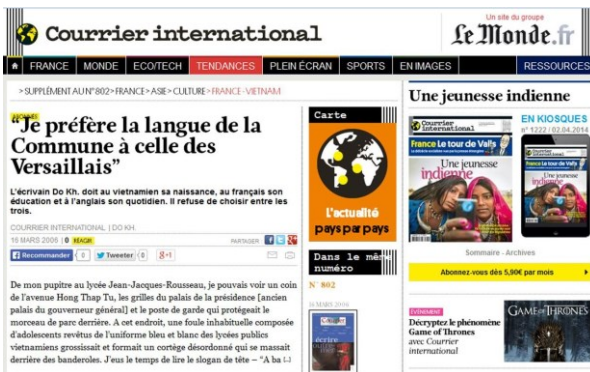 Courrier international
Un site du groupe
Le Monde.fr
FRANCE MONDE ECO/TECH TENDANCES PLEIN ÉCRAN SPORTS EN IMAGES RESSOURCES
> SUPPLÉMENT AU N°802 > FRANCE > ASIE > CULTURE > FRANCE - VIETNAM
ABONNÉS
“Je préfère la langue de la
Commune à celle des
Versaillais”
L'écrivain Do Kh. doit au vietnamien sa naissance, au français son
éducation et à l'anglais son quotidien. Il refuse de choisir entre les
trois.
COURRIER INTERNATIONAL | DO KH.
16 MARS 2006 | 0 RÉAGIR
PARTAGER
Recommander 0 Tweeter 0 g+1
De mon pupitre au lycée Jean-Jacques-Rousseau, je pouvais voir un coin
de l'avenue Hong Thap Tu, les grilles du palais de la présidence [ancien
palais du gouverneur général] et le poste de garde qui protégeait le
morceau de parc derrière. A cet endroit, une foule inhabituelle composée
d'adolescents revêtus de l'uniforme bleu et blanc des lycées publics
vietnamiens grossissait et formait un cortège désordonné qui se massait
derrière des banderoles. J'eus le temps de lire le slogan de tête – “A ba [...]
Carte
L'actualité
pays par pays
Dans le même
numéro
N° 802
16 MARS 2006
Une jeunesse indienne
Courrier
international
France Le tour de Valls
Une jeunesse
indienne
EN KIOSQUES
n° 1222 / 02.04.2014
Sommaire - Archives
Abonnez-vous dès 5,90€ par mois
ÉVÉNEMENT
Décryptez le phénomène
Game of Thrones
avec Courrier
international
GAME OF THRONES